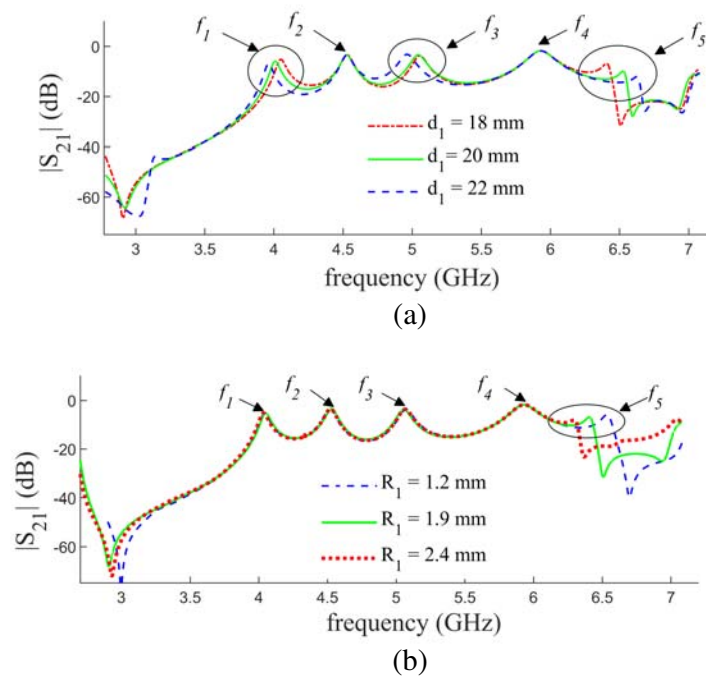 f₁ f₂ f₃ f₄ f₅
0
-20
-40
-60
|S₂₁| (dB)
d₁ = 18 mm
d₁ = 20 mm
d₁ = 22 mm
3 3.5 4 4.5 5 5.5 6 6.5 7
frequency (GHz)
(a)
f₁ f₂ f₃ f₄ f₅
0
-20
-40
-60
|S₂₁| (dB)
R₁ = 1.2 mm
R₁ = 1.9 mm
R₁ = 2.4 mm
3 3.5 4 4.5 5 5.5 6 6.5 7
frequency (GHz)
(b)